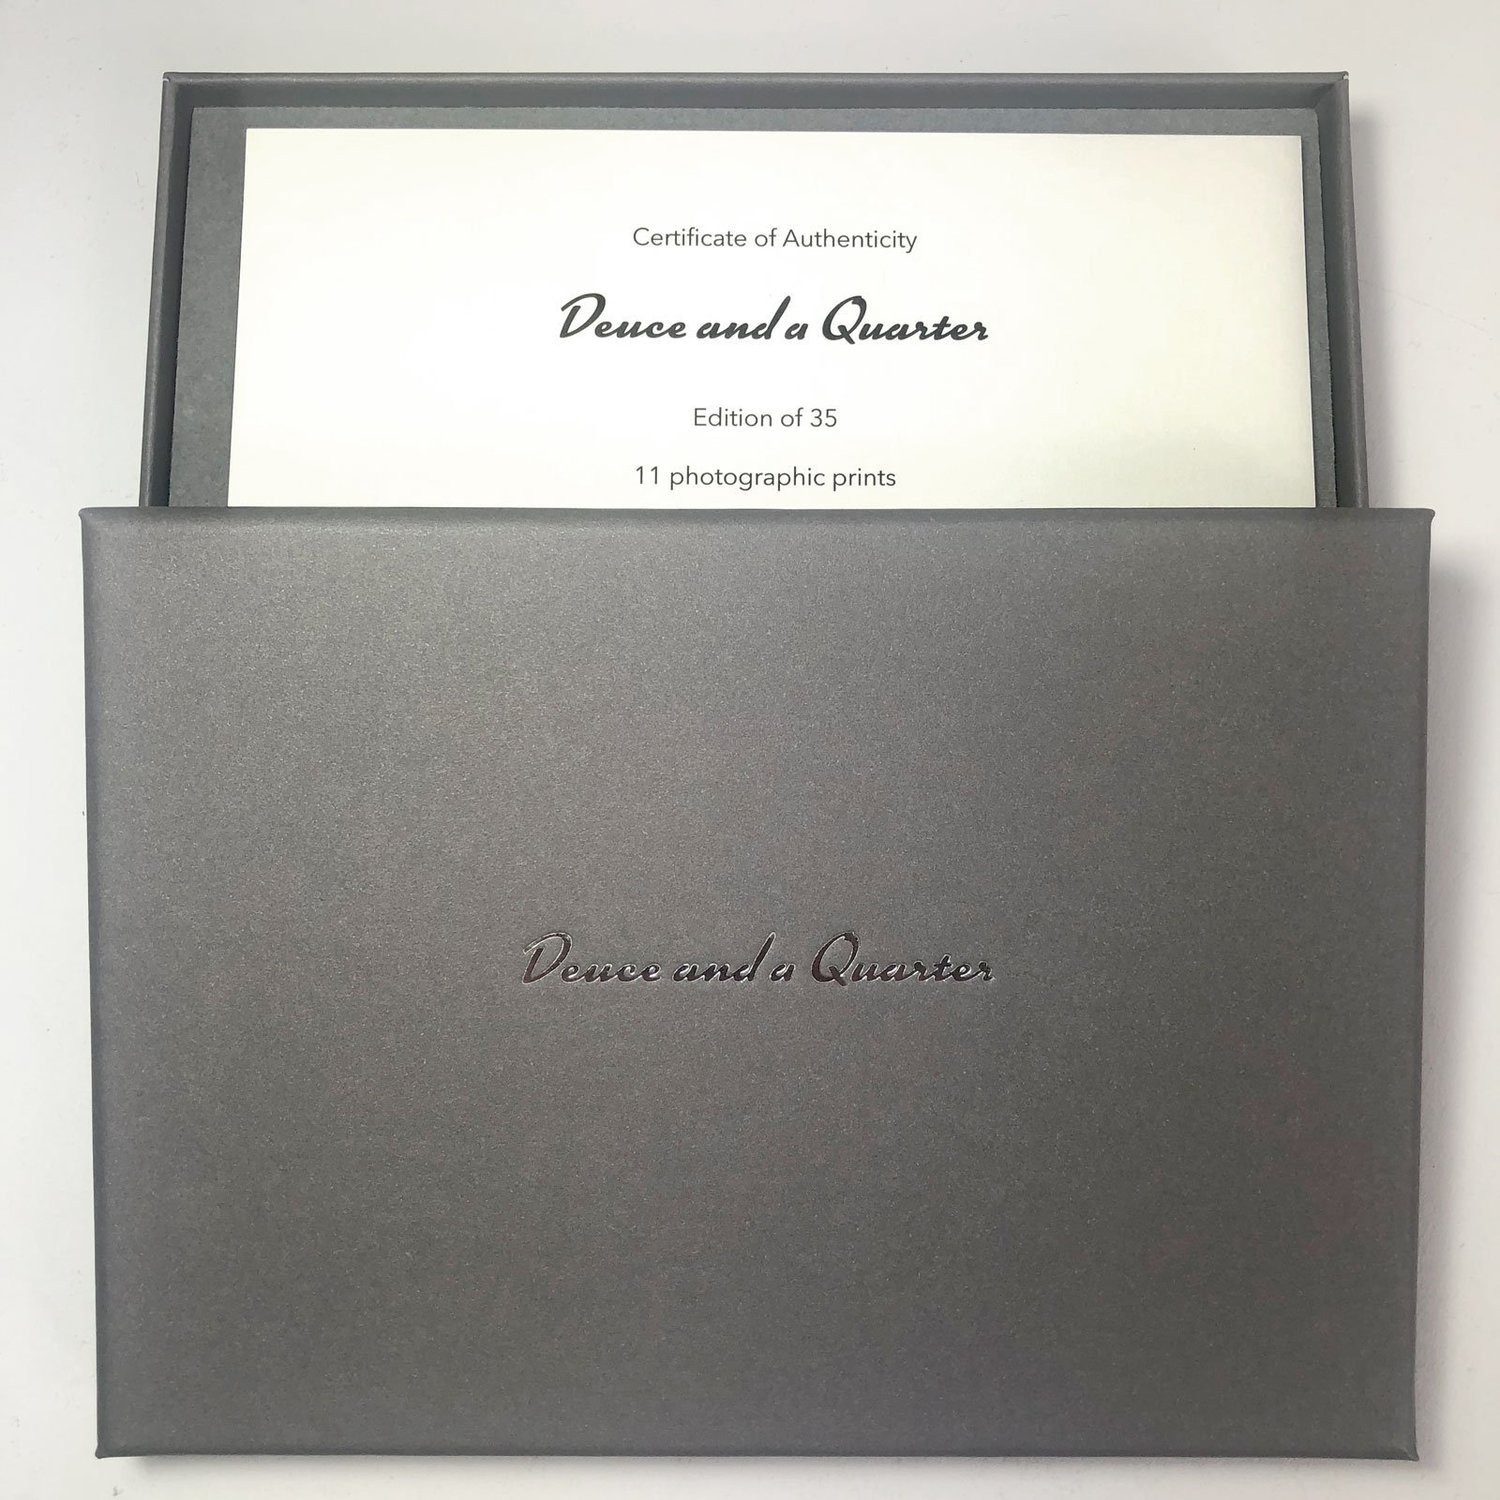 Certificate of Authenticity
Deuce and a Quarter
Edition of 35
11 photographic prints
Deuce and a Quarter